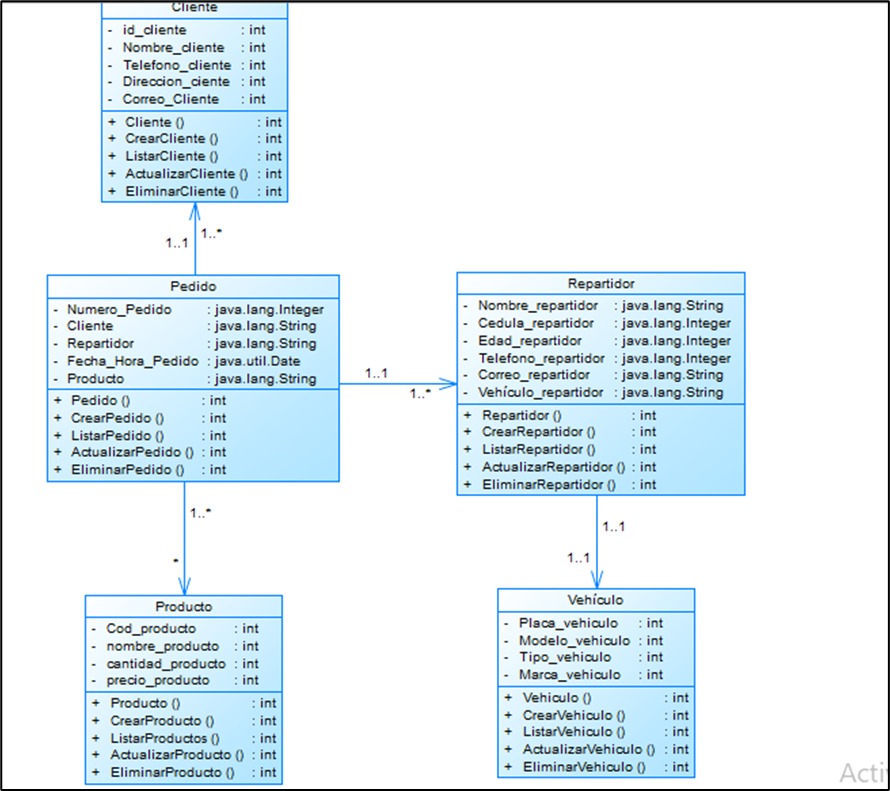 Cliente
- id_cliente : int
- Nombre_cliente : int
- Telefono_cliente : int
- Direccion_ciente : int
- Correo_Cliente : int
+ Cliente () : int
+ CrearCliente () : int
+ ListarCliente () : int
+ ActualizarCliente () : int
+ EliminarCliente () : int
1..*
1..1
Pedido
- Numero_Pedido : java.lang.Integer
- Cliente : java.lang.String
- Repartidor : java.lang.String
- Fecha_Hora_Pedido : java.util.Date
- Producto : java.lang.String
+ Pedido () : int
+ CrearPedido () : int
+ ListarPedido () : int
+ ActualizarPedido () : int
+ EliminarPedido () : int
1..1
1..*
Repartidor
- Nombre_repartidor : java.lang.String
- Cedula_repartidor : java.lang.Integer
- Edad_repartidor : java.lang.Integer
- Telefono_repartidor : java.lang.Integer
- Correo_repartidor : java.lang.String
- Vehículo_repartidor : java.lang.String
+ Repartidor () : int
+ CrearRepartidor () : int
+ ListarRepartidor () : int
+ ActualizarRepartidor () : int
+ EliminarRepartidor () : int
1..*
*
1..1
1..1
Producto
- Cod_producto : int
- nombre_producto : int
- cantidad_producto : int
- precio_producto : int
+ Producto () : int
+ CrearProducto () : int
+ ListarProductos () : int
+ ActualizarProducto () : int
+ EliminarProducto () : int
Vehículo
- Placa_vehiculo : int
- Modelo_vehiculo : int
- Tipo_vehiculo : int
- Marca_vehiculo : int
+ Vehiculo () : int
+ CrearVehiculo () : int
+ ListarVehiculo () : int
+ ActualizarVehiculo () : int
+ EliminarVehiculo () : int